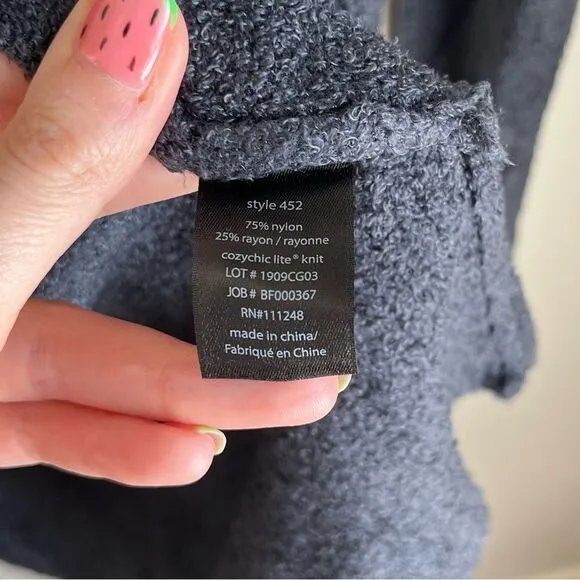 style 452
75% nylon
25% rayon / rayonne
cozychic lite® knit
LOT # 1909CG03
JOB# BF000367
RN#111248
made in china/
Fabriqué en Chine